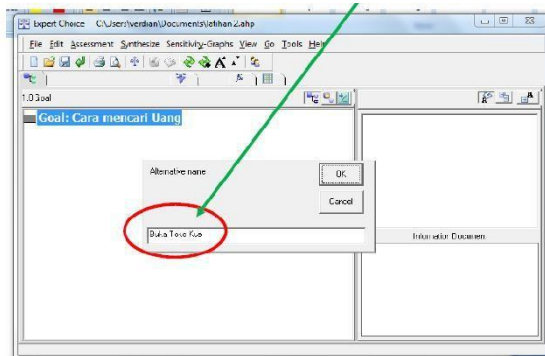 Expert Choice C:\Users\verdian\Documents\latihan 2.ahp
File Edit Assessment Synthesize Sensitivity-Graphs View Go Tools Help
1.0 Goal
Goal: Cara mencari Uang
Alternative name
OK
Cancel
Buka Toko Kue
Information Document